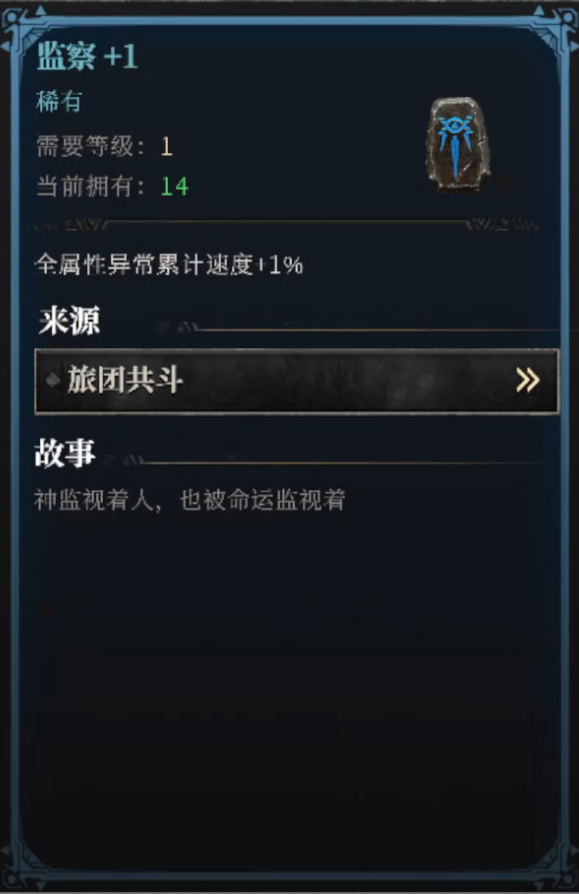 监察 +1
稀有
需要等级：1
当前拥有：14
全属性异常累计速度+1%
来源
旅团共斗
故事
神监视着人，也被命运监视着